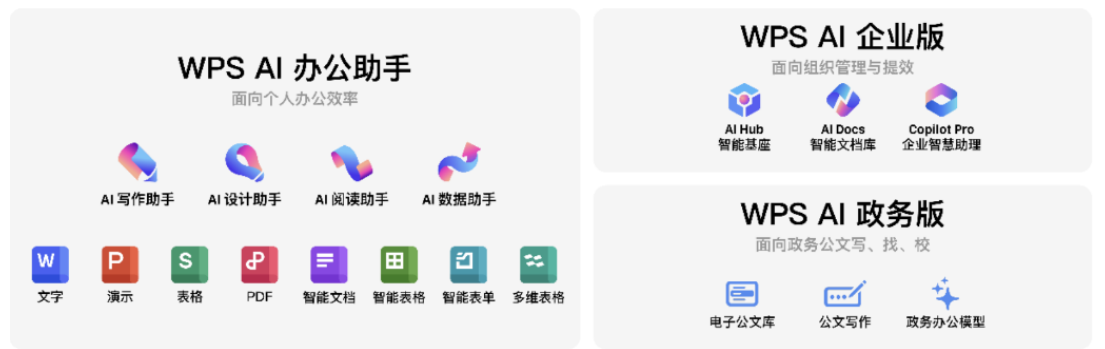 WPS AI 办公助手
面向个人办公效率
AI 写作助手 AI 设计助手 AI 阅读助手 AI 数据助手
W P S
文字 演示 表格 PDF 智能文档 智能表格 智能表单 多维表格
WPS AI 企业版
面向组织管理与提效
AI Hub AI Docs Copilot Pro
智能基座 智能文档库 企业智慧助理
WPS AI 政务版
面向政务公文写、找、校
电子公文库 公文写作 政务办公模型